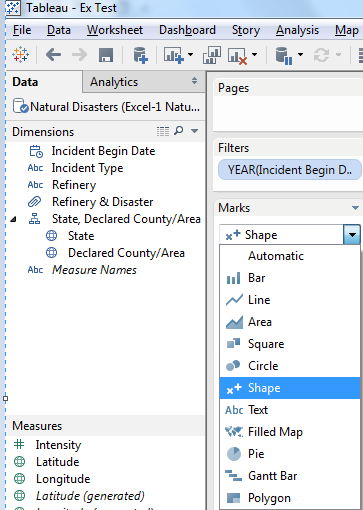 Tableau - Ex Test
File Data Worksheet Dashboard Story Analysis Map
Data Analytics
Natural Disasters (Excel-1 Natu...
Dimensions
Incident Begin Date
Abc Incident Type
Abc Refinery
Refinery & Disaster
State, Declared County/Area
State
Declared County/Area
Abc Measure Names
Measures
# Intensity
Latitude
Longitude
Latitude (generated)
Pages
Filters
YEAR(Incident Begin D..
Marks
Shape
Automatic
Bar
Line
Area
Square
Circle
Shape
Abc Text
Filled Map
Pie
Gantt Bar
Polygon